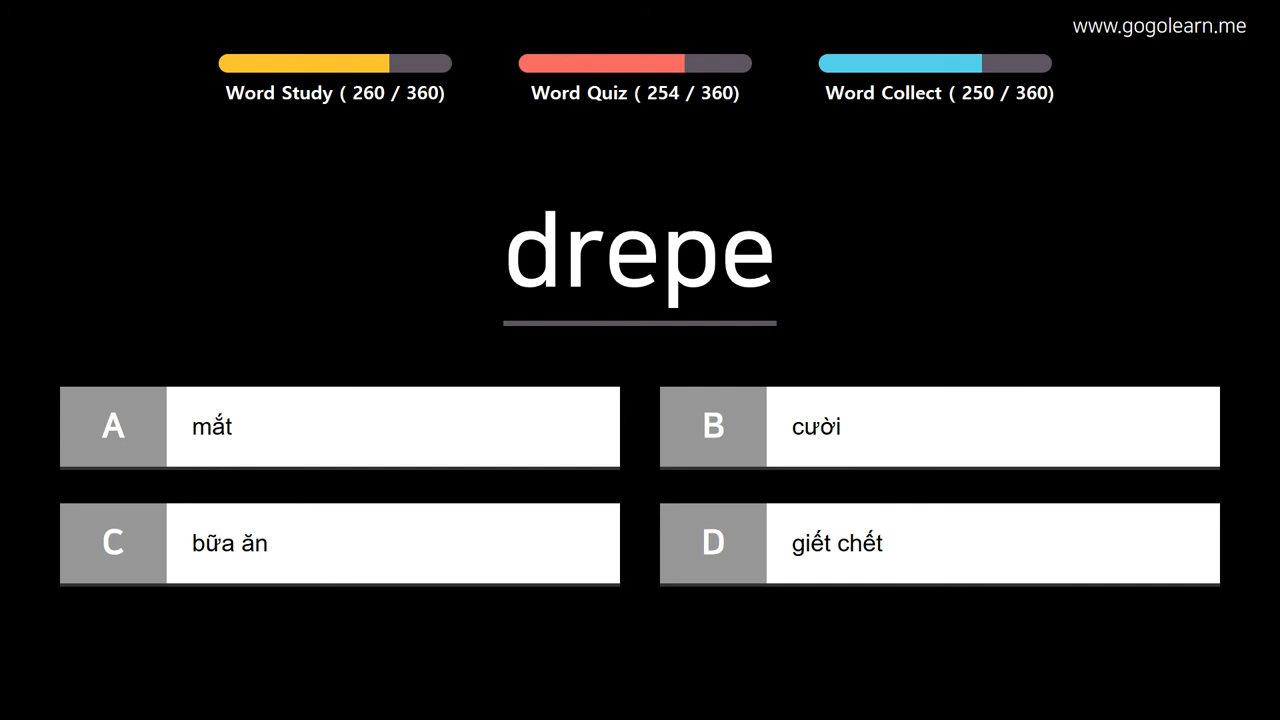 www.gogolearn.me
Word Study ( 260 / 360)
Word Quiz ( 254 / 360)
Word Collect ( 250 / 360)
drepe
A mắt
B cười
C bữa ăn
D giết chết